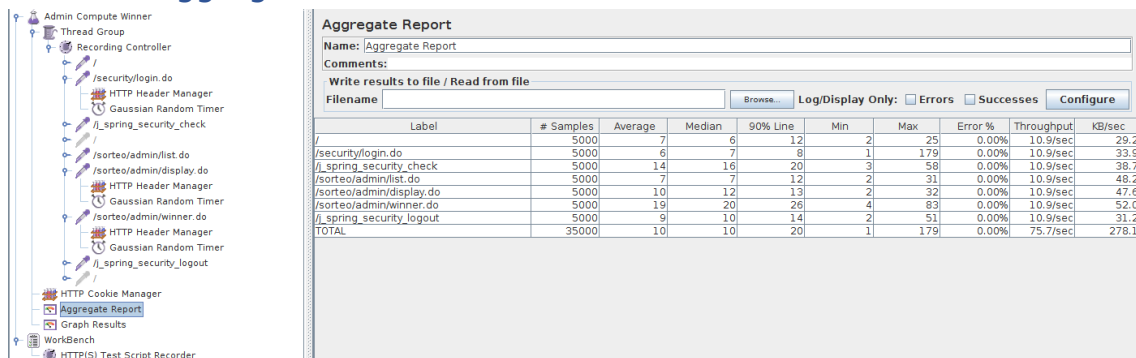 Admin Compute Winner
Thread Group
Recording Controller
/
/security/login.do
HTTP Header Manager
Gaussian Random Timer
/j_spring_security_check
/
/sorteo/admin/list.do
/sorteo/admin/display.do
HTTP Header Manager
Gaussian Random Timer
/sorteo/admin/winner.do
HTTP Header Manager
Gaussian Random Timer
/j_spring_security_logout
/
HTTP Cookie Manager
Aggregate Report
Graph Results
WorkBench
HTTP(S) Test Script Recorder
Aggregate Report
Name: Aggregate Report
Comments:
Write results to file / Read from file
Filename Browse... Log/Display Only: Errors Successes Configure
Label # Samples Average Median 90% Line Min Max Error % Throughput KB/sec
/ 5000 7 6 12 2 25 0.00% 10.9/sec 29.2
/security/login.do 5000 6 7 8 1 179 0.00% 10.9/sec 33.9
/j_spring_security_check 5000 14 16 20 3 58 0.00% 10.9/sec 38.7
/sorteo/admin/list.do 5000 7 7 12 2 31 0.00% 10.9/sec 48.2
/sorteo/admin/display.do 5000 10 12 13 2 32 0.00% 10.9/sec 47.6
/sorteo/admin/winner.do 5000 19 20 26 4 83 0.00% 10.9/sec 52.0
/j_spring_security_logout 5000 9 10 14 2 51 0.00% 10.9/sec 31.2
TOTAL 35000 10 10 20 1 179 0.00% 75.7/sec 278.1